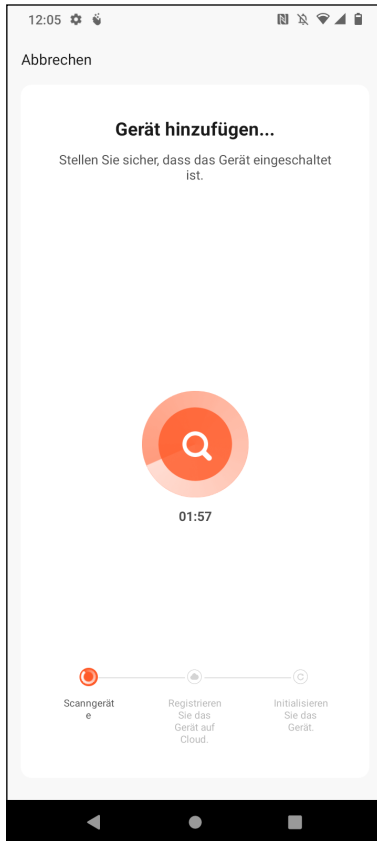 12:05
Abbrechen
Gerät hinzufügen...
Stellen Sie sicher, dass das Gerät eingeschaltet
ist.
01:57
Scanngerät
e
Registrieren
Sie das
Gerät auf
Cloud.
Initialisieren
Sie das
Gerät.